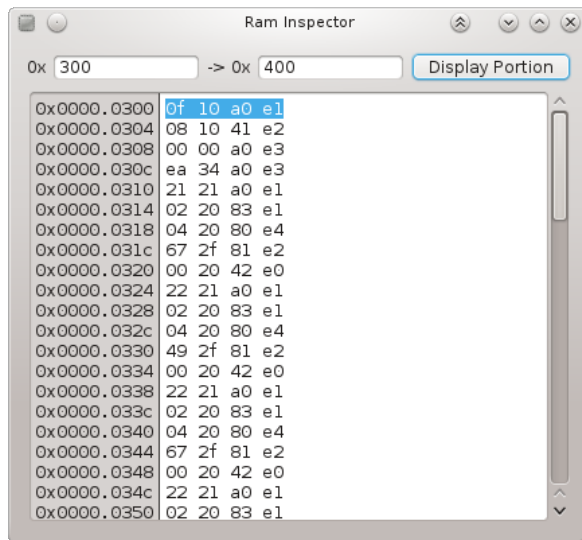 Ram Inspector
0x 300 -> 0x 400 Display Portion
0x0000.0300 0f 10 a0 e1
0x0000.0304 08 10 41 e2
0x0000.0308 00 00 a0 e3
0x0000.030c ea 34 a0 e3
0x0000.0310 21 21 a0 e1
0x0000.0314 02 20 83 e1
0x0000.0318 04 20 80 e4
0x0000.031c 67 2f 81 e2
0x0000.0320 00 20 42 e0
0x0000.0324 22 21 a0 e1
0x0000.0328 02 20 83 e1
0x0000.032c 04 20 80 e4
0x0000.0330 49 2f 81 e2
0x0000.0334 00 20 42 e0
0x0000.0338 22 21 a0 e1
0x0000.033c 02 20 83 e1
0x0000.0340 04 20 80 e4
0x0000.0344 67 2f 81 e2
0x0000.0348 00 20 42 e0
0x0000.034c 22 21 a0 e1
0x0000.0350 02 20 83 e1